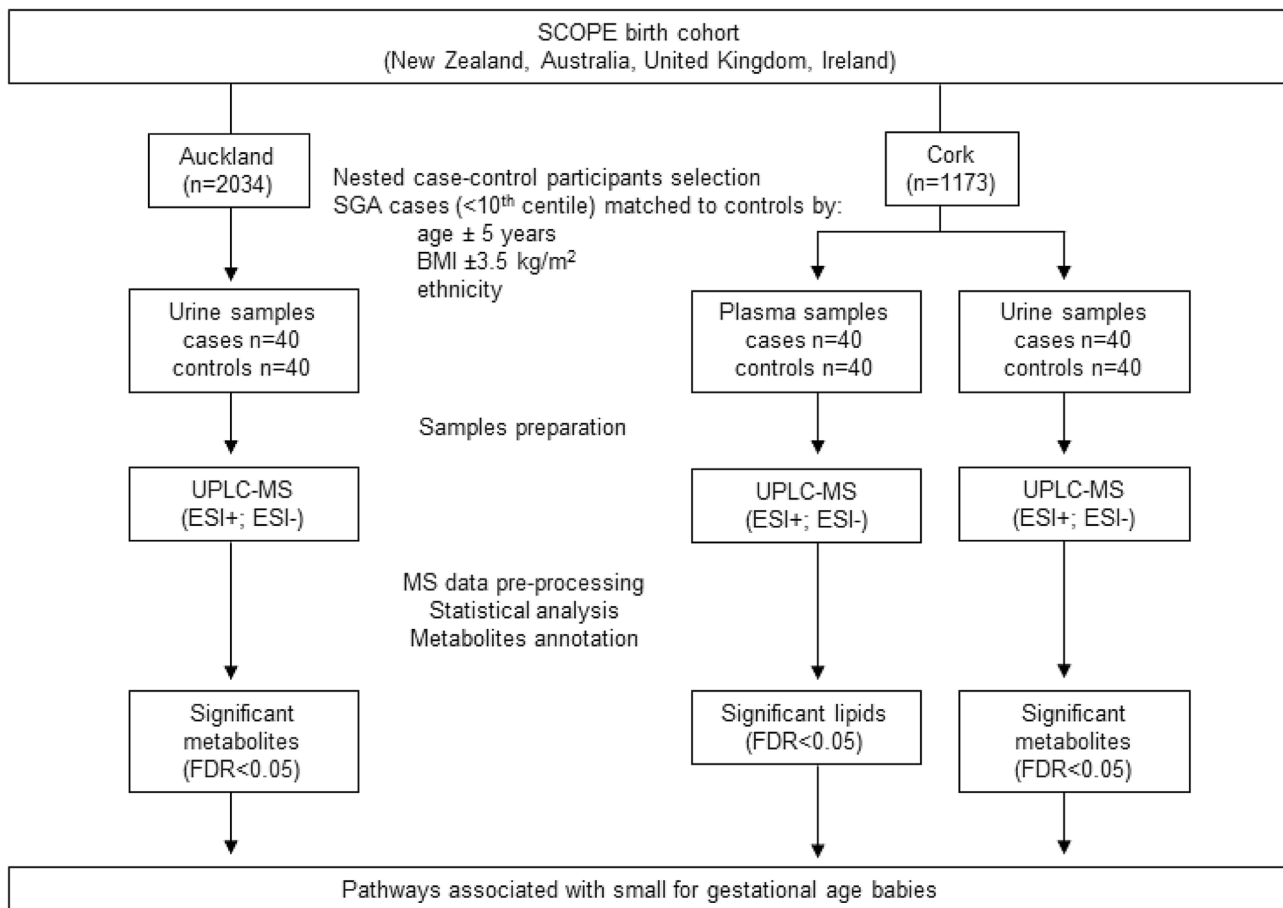 SCOPE birth cohort
(New Zealand, Australia, United Kingdom, Ireland)
Auckland
(n=2034)
Nested case-control participants selection
SGA cases (<10th centile) matched to controls by:
age ± 5 years
BMI ±3.5 kg/m²
ethnicity
Cork
(n=1173)
Urine samples
cases n=40
controls n=40
Plasma samples
cases n=40
controls n=40
Urine samples
cases n=40
controls n=40
Samples preparation
UPLC-MS
(ESI+; ESI-)
UPLC-MS
(ESI+; ESI-)
UPLC-MS
(ESI+; ESI-)
MS data pre-processing
Statistical analysis
Metabolites annotation
Significant
metabolites
(FDR<0.05)
Significant lipids
(FDR<0.05)
Significant
metabolites
(FDR<0.05)
Pathways associated with small for gestational age babies